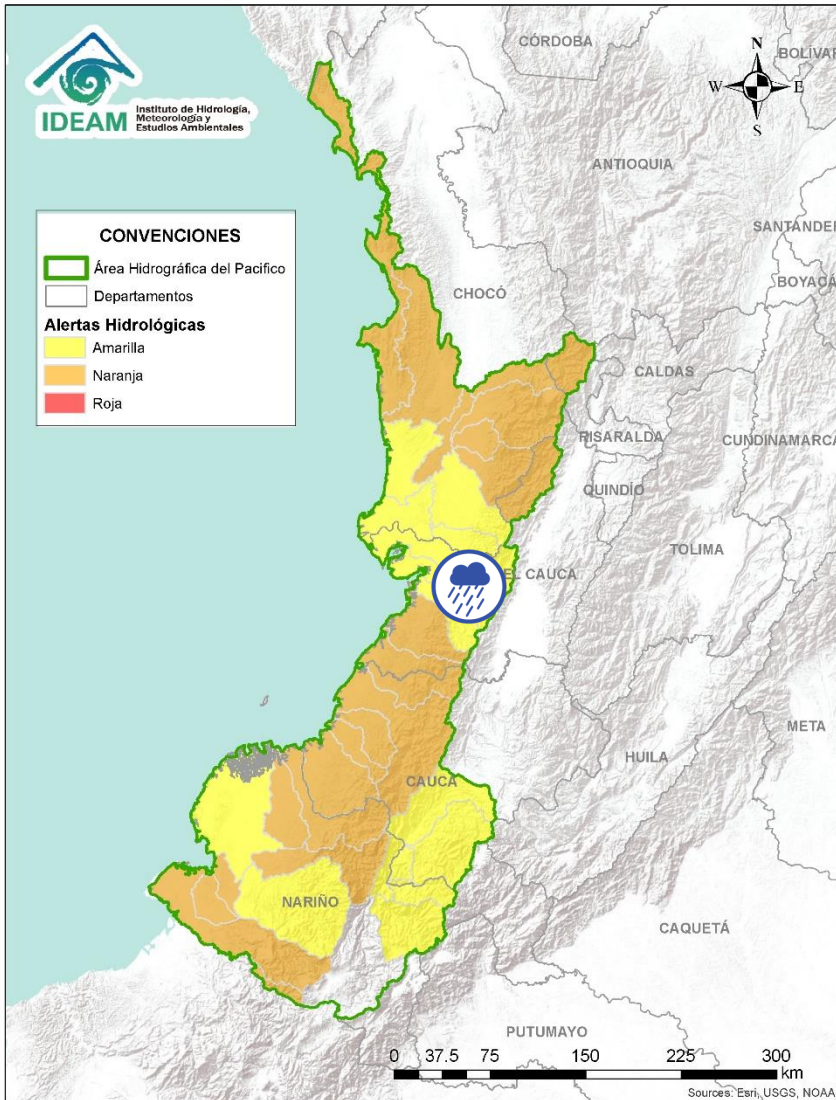 IDEAM
Instituto de Hidrología,
Meteorología y
Estudios Ambientales
CÓRDOBA
BOLÍVAR
N
W
E
S
ANTIOQUIA
SANTANDER
BOYACÁ
CONVENCIONES
Área Hidrográfica del Pacifico
Departamentos
Alertas Hidrológicas
Amarilla
Naranja
Roja
CHOCÓ
CALDAS
RISARALDA
CUNDINAMARCA
QUINDÍO
TOLIMA
EL CAUCA
META
HUILA
CAUCA
NARIÑO
CAQUETÁ
PUTUMAYO
0 37.5 75 150 225 300
km
Sources: Esri, USGS, NOAA